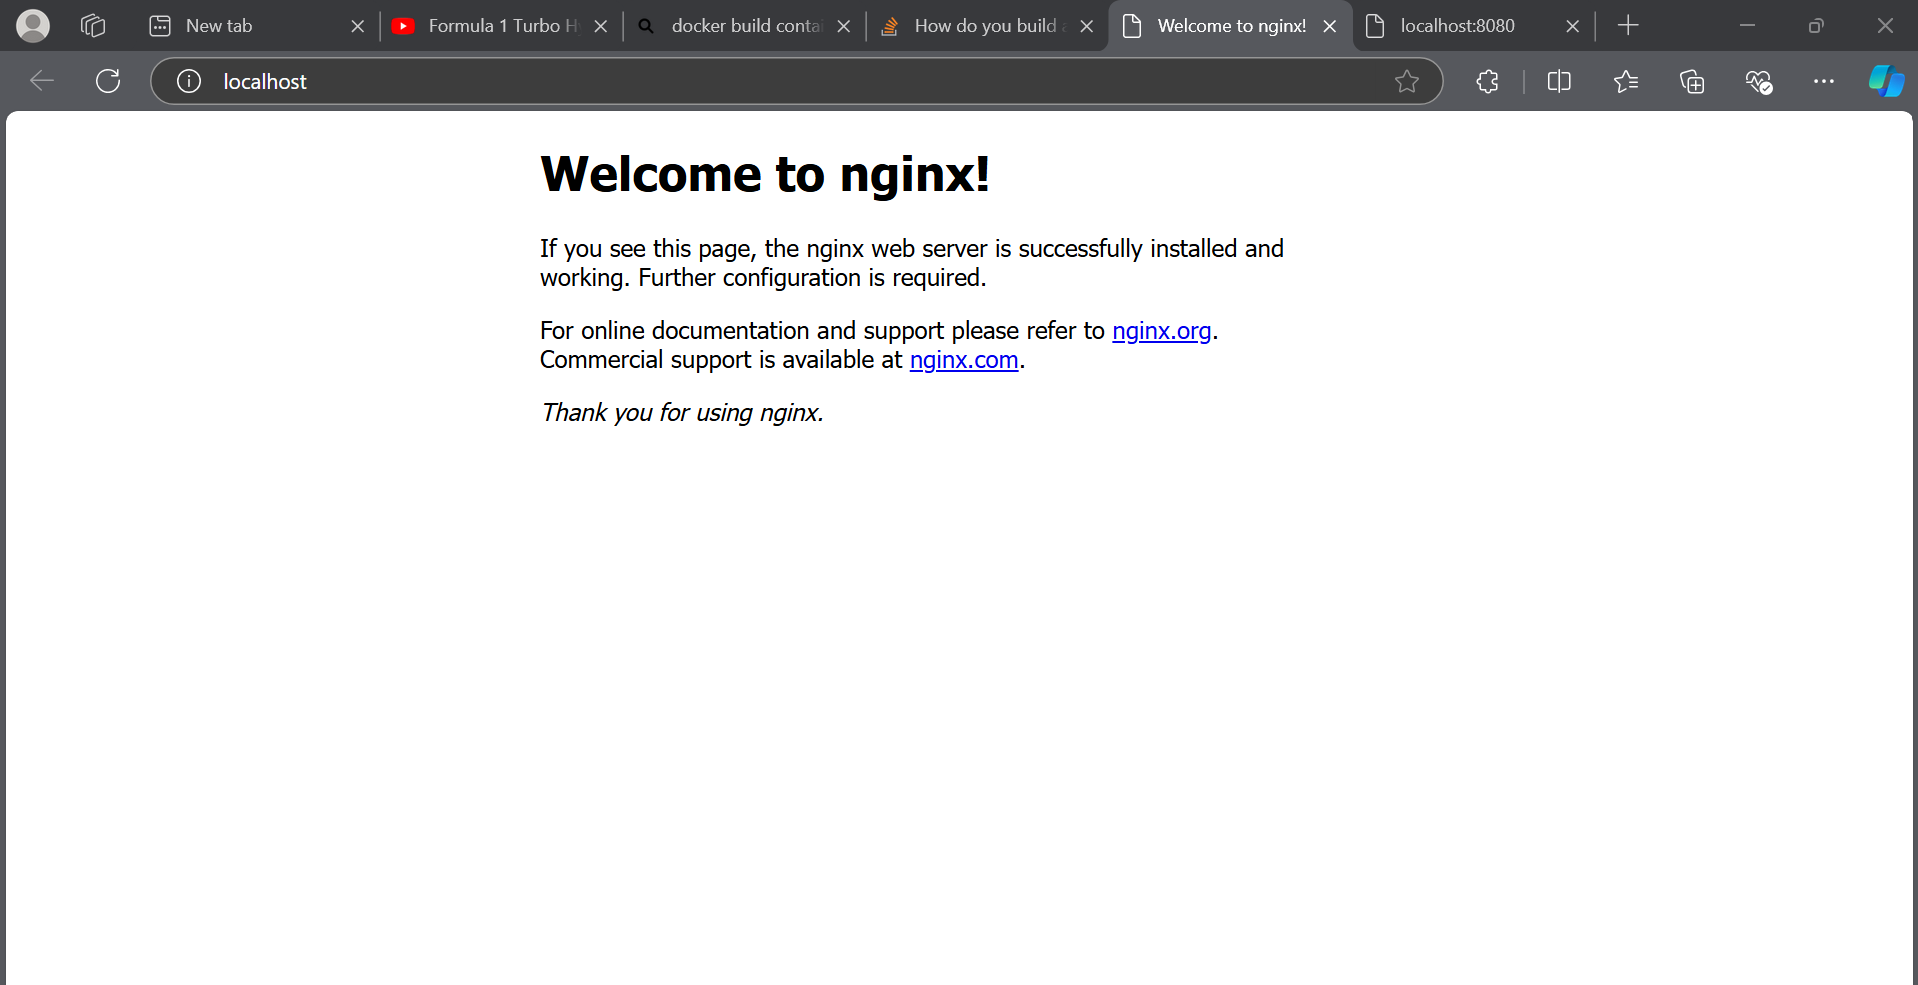 New tab
Formula 1 Turbo
docker build
How do you build
Welcome to nginx!
localhost:8080
localhost
Welcome to nginx!
If you see this page, the nginx web server is successfully installed and
working. Further configuration is required.
For online documentation and support please refer to nginx.org.
Commercial support is available at nginx.com.
Thank you for using nginx.